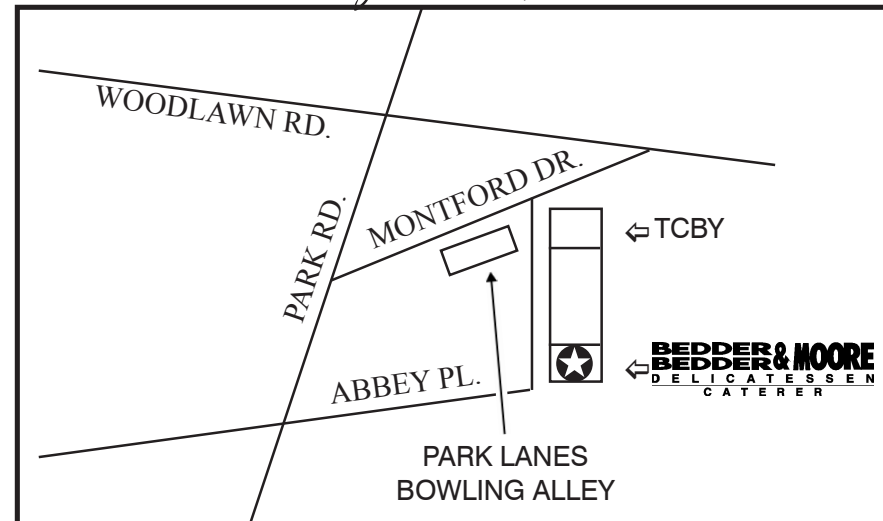 WOODLAWN RD.
MONTFORD DR.
PARK RD.
TCBY
BEDDER & MOORE
BEDDER
DELICATESSEN
CATERER
ABBEY PL.
PARK LANES
BOWLING ALLEY